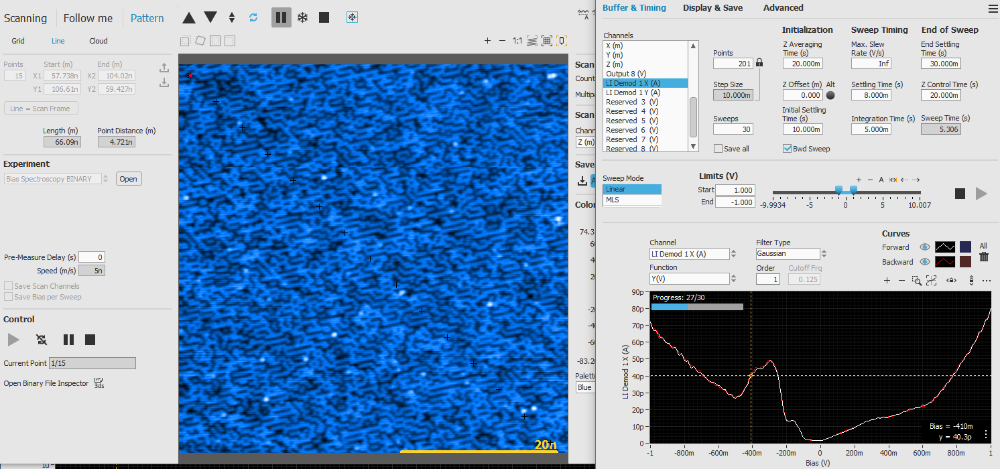 Scanning Follow me Pattern
Grid Line Cloud
Points Start (m) End (m)
15 X1 57.738n X2 104.02n
Y1 106.61n Y2 59.427n
Line = Scan Frame
Length (m) Point Distance (m)
66.09n 4.721n
Experiment
Bias Spectroscopy BINARY Open
Pre-Measure Delay (s) 0
Speed (m/s) 5n
Save Scan Channels
Save Bias per Sweep
Control
Current Point 1/15
Open Binary File Inspector 3ds
1:1
20n
A
Scan
Count
Multipa
Scan
Chann
Z (m)
Save
A
Color
74.3
-83.20
Palette
Blue
Buffer & Timing Display & Save Advanced
Channels
X (m)
Y (m)
Z (m)
Output 8 (V)
LI Demod 1 X (A)
LI Demod 1 Y (A)
Reserved 3 (V)
Reserved 4 (V)
Reserved 5 (V)
Reserved 6 (V)
Reserved 7 (V)
Reserved 8 (V)
Points
201
Step Size
10.000m
Sweeps
30
Save all
Initialization
Z Averaging
Time (s)
20.000m
Z Offset (m) Alt
0.000
Initial Settling
Time (s)
10.000m
Bwd Sweep
Sweep Timing
Max. Slew
Rate (V/s)
Inf
Settling Time (s)
8.000m
Integration Time (s)
5.000m
End of Sweep
End Settling
Time (s)
30.000m
Z Control Time (s)
20.000m
Sweep Time (s)
5.306
Sweep Mode
Linear
MLS
Limits (V)
Start 1.000
End -1.000
A
-9.9934 -5 0 5 10.007
Channel
LI Demod 1 X (A)
Function
Y(V)
Filter Type
Gaussian
Order Cutoff Frq
1 0.125
Curves
Forward
Backward
All
Progress: 27/30
90p
80p
70p
60p
50p
40p
30p
20p
10p
0
LI Demod 1 X (A)
Bias = -410m
y = 40.3p
-1 -800m -600m -400m -200m 0 200m 400m 600m 800m 1
Bias (V)